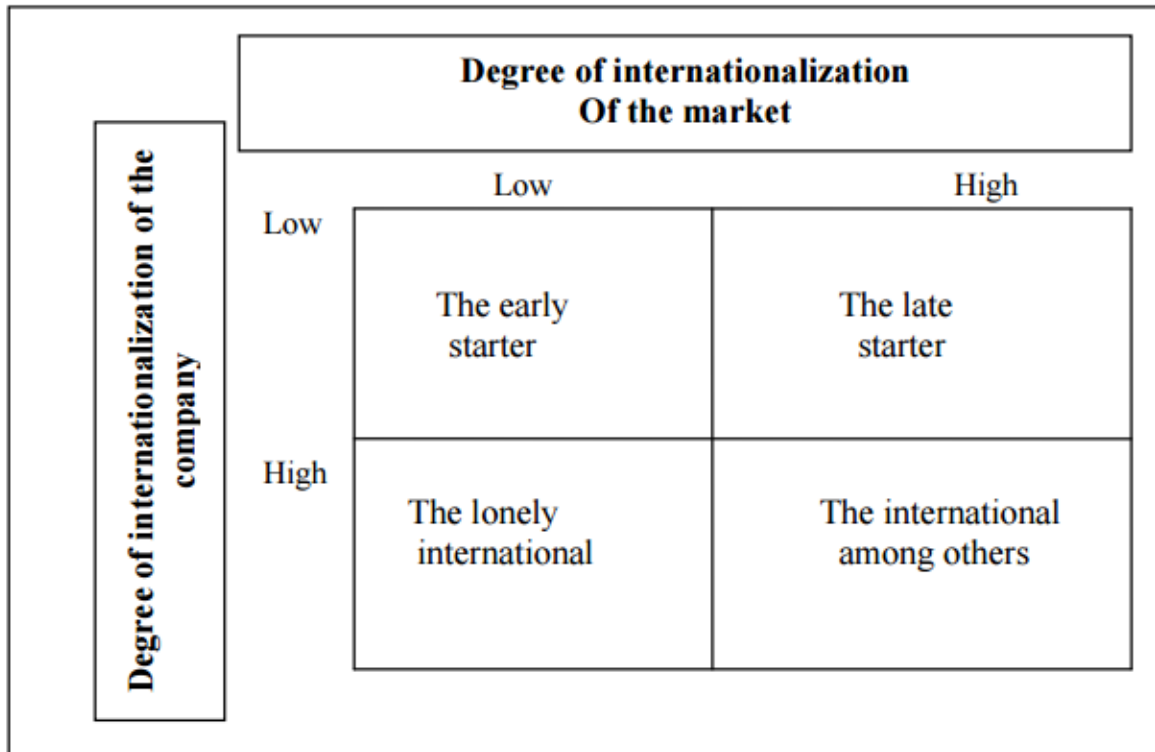 Degree of internationalization
Of the market
Degree of internationalization of the
company
Low
High
Low
The early
starter
The late
starter
High
The lonely
international
The international
among others